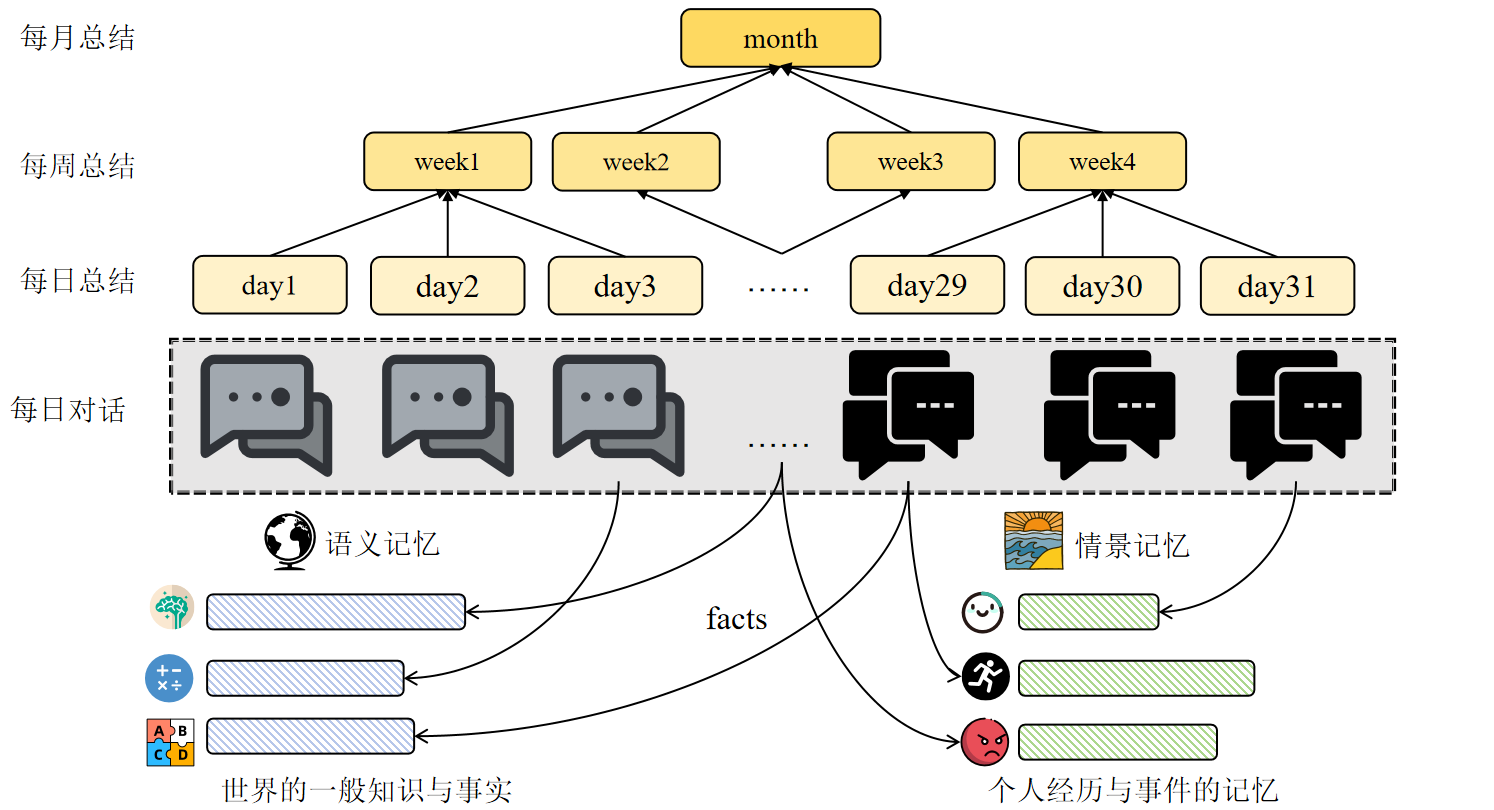 每月总结
month
每周总结
week1
week2
week3
week4
每日总结
day1
day2
day3
……
day29
day30
day31
每日对话
……
语义记忆
情景记忆
facts
+ −
× ÷
A B
C D
世界的一般知识与事实
个人经历与事件的记忆